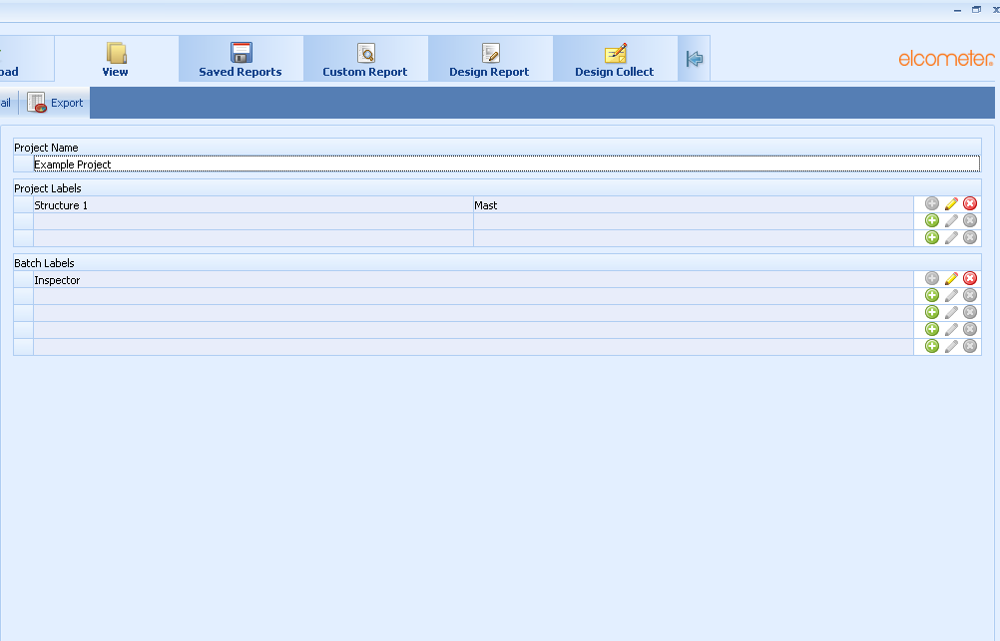 oad
View
Saved Reports
Custom Report
Design Report
Design Collect
elcometer
ail
Export
Project Name
Example Project
Project Labels
Structure 1 Mast
Batch Labels
Inspector